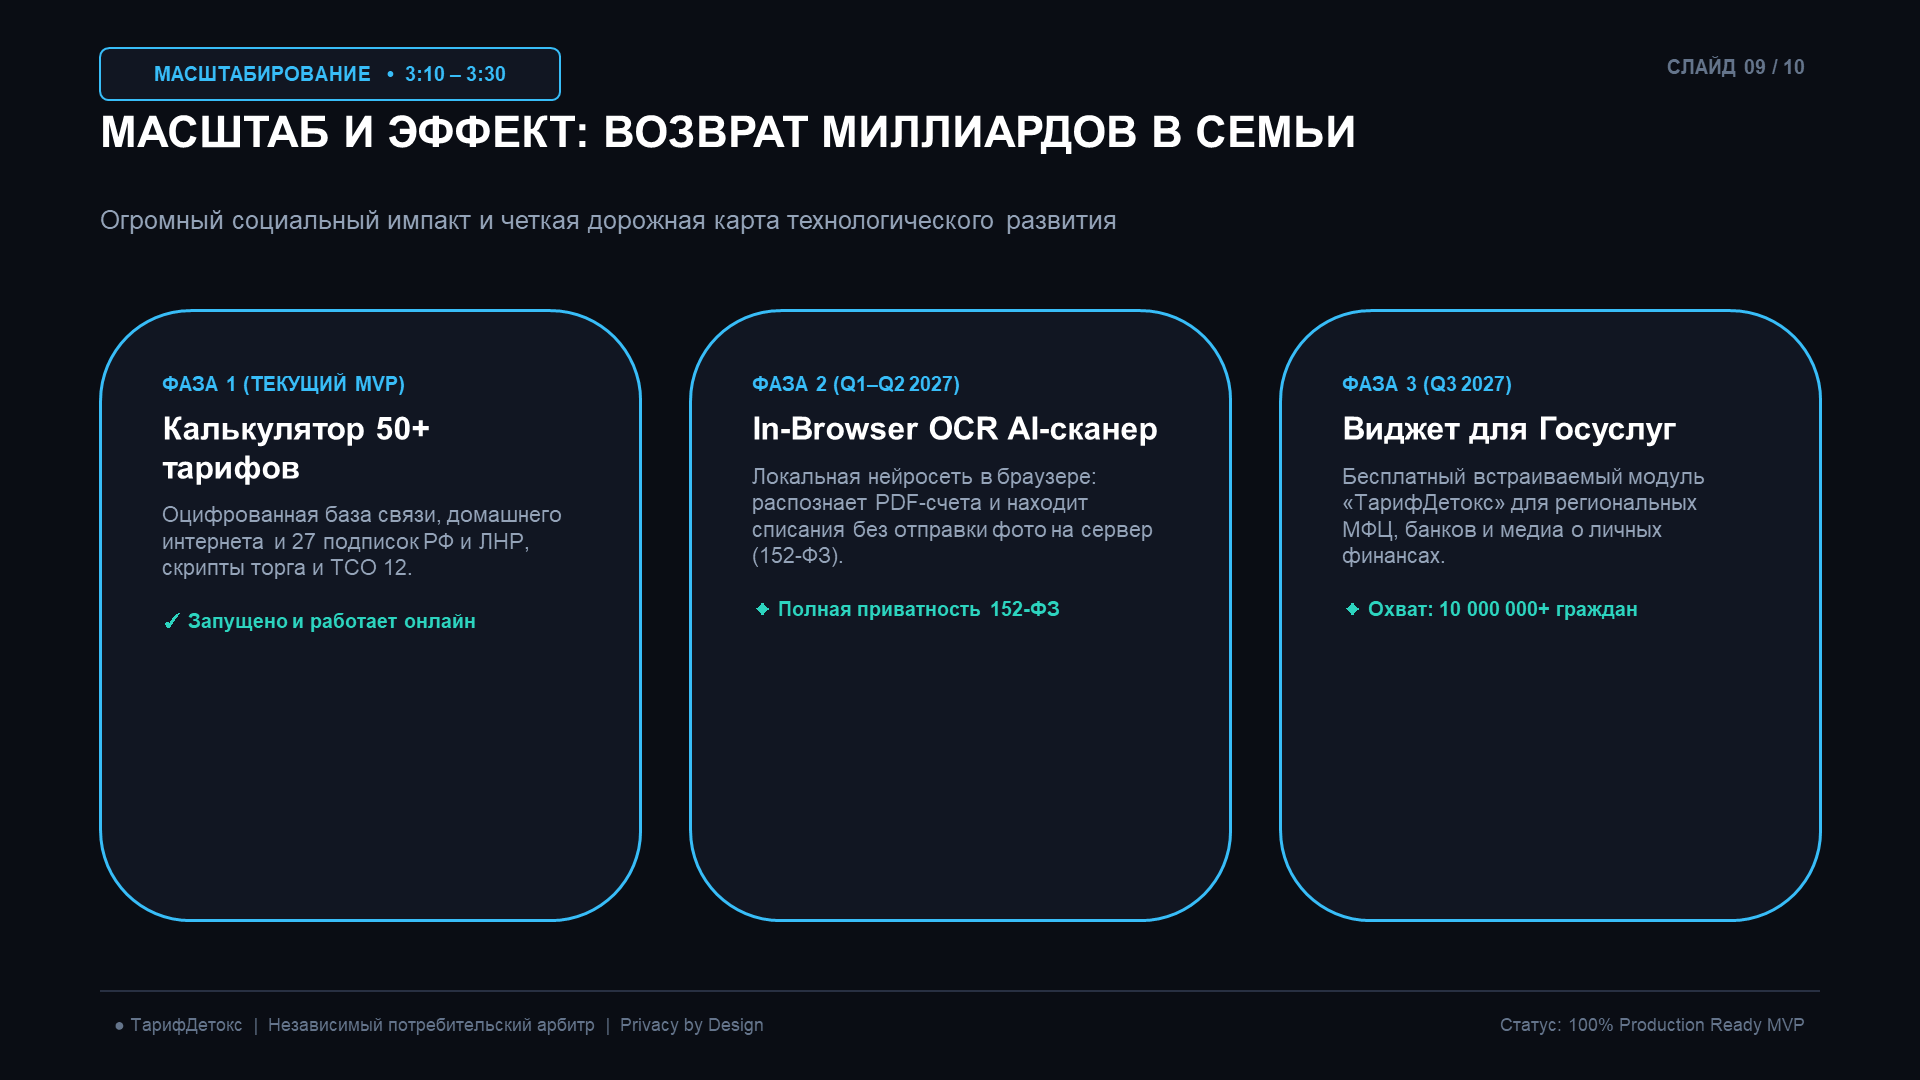 МАСШТАБИРОВАНИЕ • 3:10 – 3:30
СЛАЙД 09 / 10
МАСШТАБ И ЭФФЕКТ: ВОЗВРАТ МИЛЛИАРДОВ В СЕМЬИ
Огромный социальный импакт и четкая дорожная карта технологического развития
ФАЗА 1 (ТЕКУЩИЙ MVP)
Калькулятор 50+
тарифов
Оцифрованная база связи, домашнего
интернета и 27 подписок РФ и ЛНР,
скрипты торга и TCO 12.
✓ Запущено и работает онлайн
ФАЗА 2 (Q1–Q2 2027)
In-Browser OCR AI-сканер
Локальная нейросеть в браузере:
распознает PDF-счета и находит
списания без отправки фото на сервер
(152-ФЗ).
✦ Полная приватность 152-ФЗ
ФАЗА 3 (Q3 2027)
Виджет для Госуслуг
Бесплатный встраиваемый модуль
«ТарифДетокс» для региональных
МФЦ, банков и медиа о личных
финансах.
✦ Охват: 10 000 000+ граждан
● ТарифДетокс | Независимый потребительский арбитр | Privacy by Design
Статус: 100% Production Ready MVP